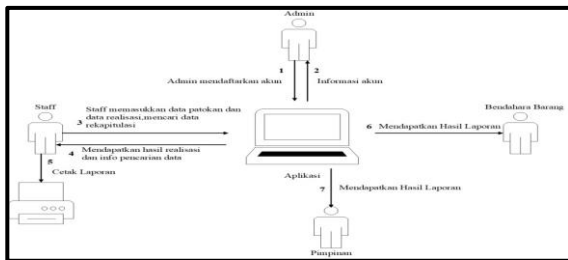 Admin
1
2
Admin mendaftarkan akun
Informasi akun
Staff
Staff memasukkan data patokan dan
data realisasi,mencari data
rekapitulasi
3
4
Mendapatkan hasil realisasi
dan info pencarian data
5
Cetak Laporan
Bendahara Barang
6
Mendapatkan Hasil Laporan
Aplikasi
7
Mendapatkan Hasil Laporan
Pimpinan